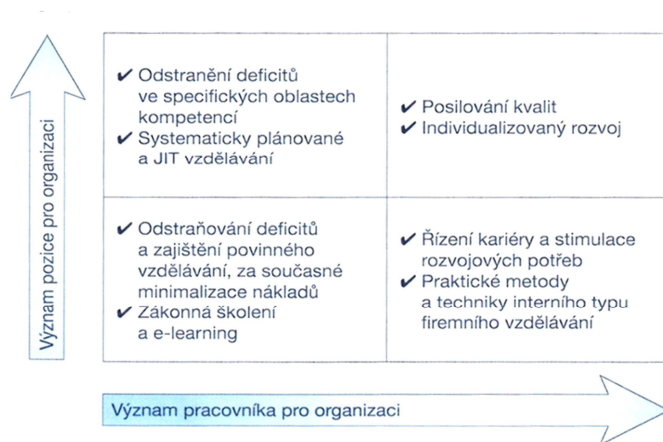 ✔ Odstranění deficitů
ve specifických oblastech
kompetencí
✔ Systematicky plánované
a JIT vzdělávání
✔ Posilování kvalit
✔ Individualizovaný rozvoj
✔ Odstraňování deficitů
a zajištění povinného
vzdělávání, za současné
minimalizace nákladů
✔ Zákonná školení
a e-learning
✔ Řízení kariéry a stimulace
rozvojových potřeb
✔ Praktické metody
a techniky interního typu
firemního vzdělávání
Význam pozice pro organizaci
Význam pracovníka pro organizaci